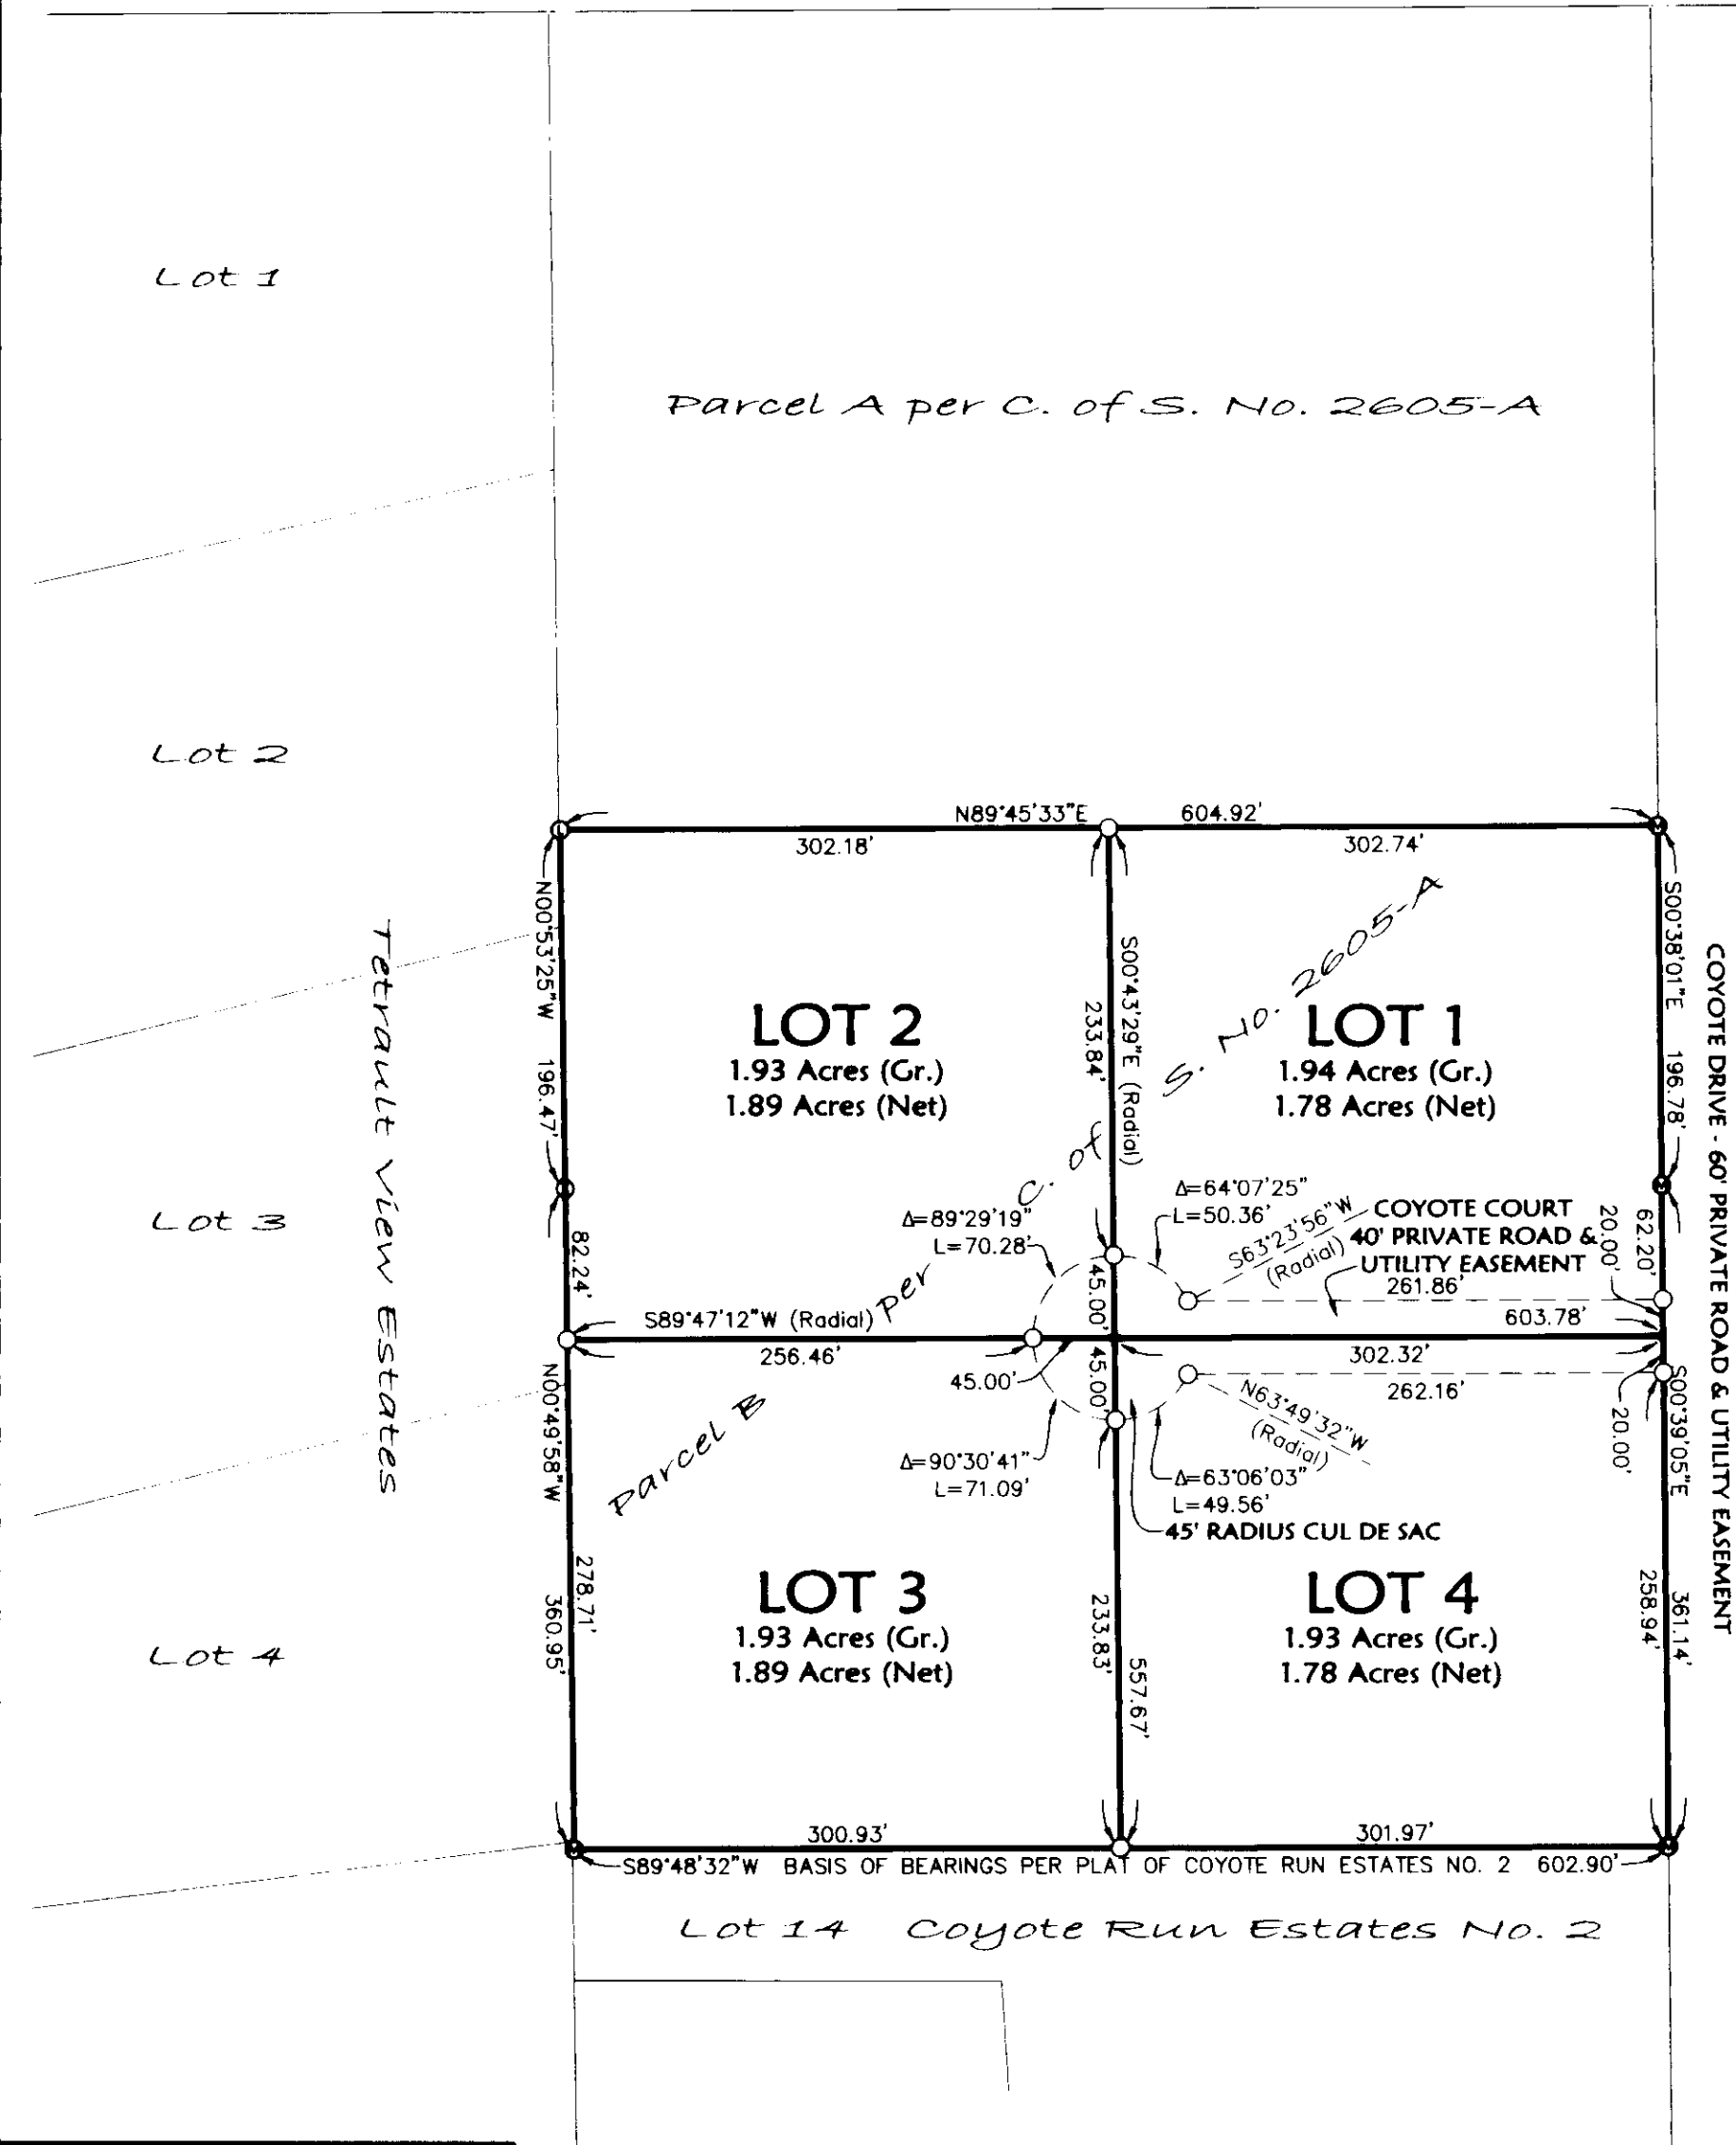 Lot 1
Parcel A per C. of S. No. 2605-A
Lot 2
N89°45'33"E 604.92'
302.18'
302.74'
N00°53'25"W 196.47'
S00°38'01"E 196.78'
Tetrault View Estates
COYOTE DRIVE - 60' PRIVATE ROAD & UTILITY EASEMENT
S00°43'29"E (Radial)
233.84'
LOT 2
1.93 Acres (Gr.)
1.89 Acres (Net)
LOT 1
1.94 Acres (Gr.)
1.78 Acres (Net)
Parcel B per C. of S. No. 2605-A
Lot 3
Δ=89°29'19"
L=70.28'
Δ=64°07'25"
L=50.36'
S63°23'56"W
(Radial)
COYOTE COURT
40' PRIVATE ROAD &
UTILITY EASEMENT
20.00'
62.20'
82.24'
261.86'
45.00'
603.78'
S89°47'12"W (Radial)
256.46'
45.00'
45.00'
302.32'
262.16'
20.00'
N63°49'32"W
(Radial)
N00°49'58"W
S00°39'05"E
Δ=90°30'41"
L=71.09'
Δ=63°06'03"
L=49.56'
45' RADIUS CUL DE SAC
278.71'
360.95'
LOT 3
1.93 Acres (Gr.)
1.89 Acres (Net)
233.83'
557.67'
LOT 4
1.93 Acres (Gr.)
1.78 Acres (Net)
258.94'
361.14'
Lot 4
300.93'
301.97'
S89°48'32"W BASIS OF BEARINGS PER PLAT OF COYOTE RUN ESTATES NO. 2 602.90'
Lot 14 Coyote Run Estates No. 2